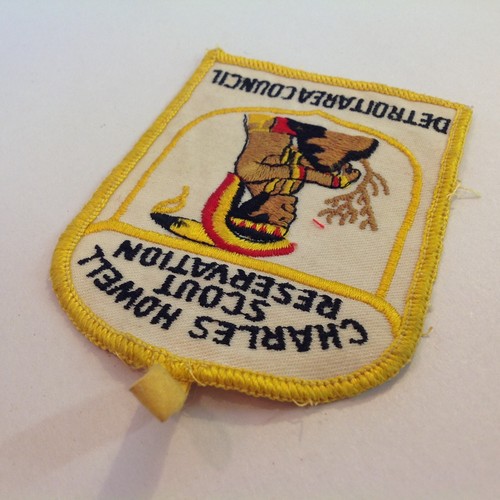 CHARLES HOWELL
SCOUT
RESERVATION
DETROIT AREA COUNCIL